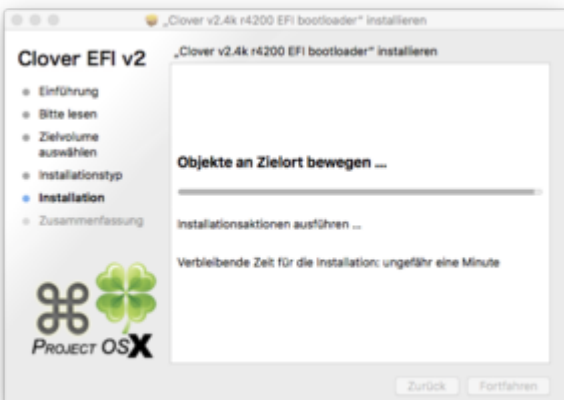 „Clover v2.4k r4200 EFI bootloader“ installieren
Clover EFI v2
„Clover v2.4k r4200 EFI bootloader“ installieren
Einführung
Bitte lesen
Zielvolume
auswählen
Installationstyp
Installation
Zusammenfassung
Objekte an Zielort bewegen ...
Installationsaktionen ausführen ...
Verbleibende Zeit für die Installation: ungefähr eine Minute
PROJECT OSX
Zurück
Fortfahren